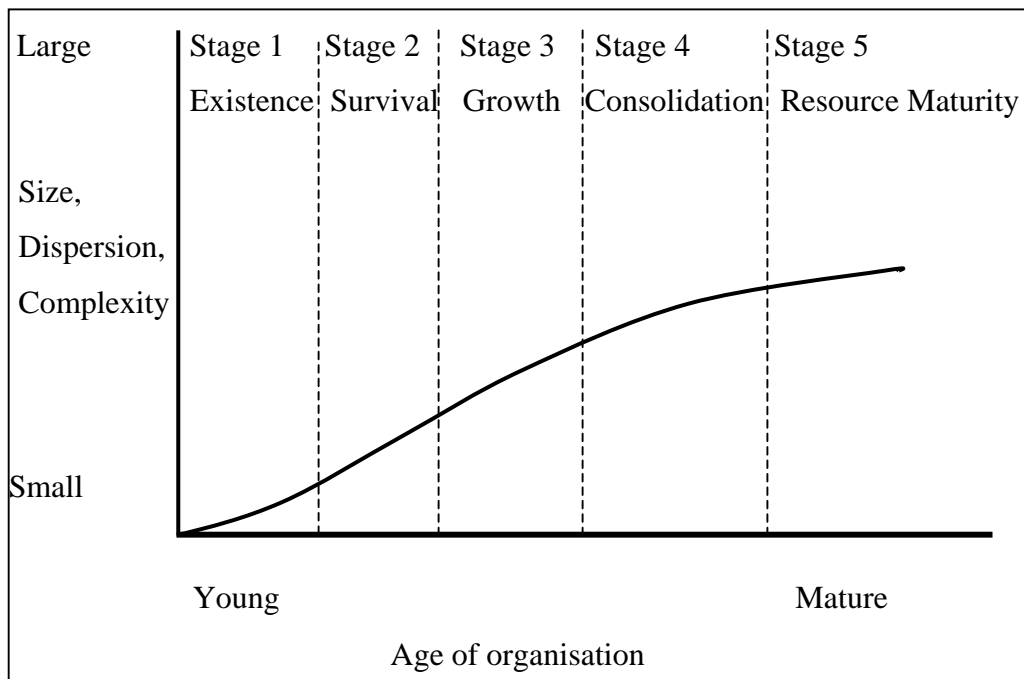 Large
Stage 1 Stage 2 Stage 3 Stage 4 Stage 5
Existence Survival Growth Consolidation Resource Maturity
Size,
Dispersion,
Complexity
Small
Young Mature
Age of organisation